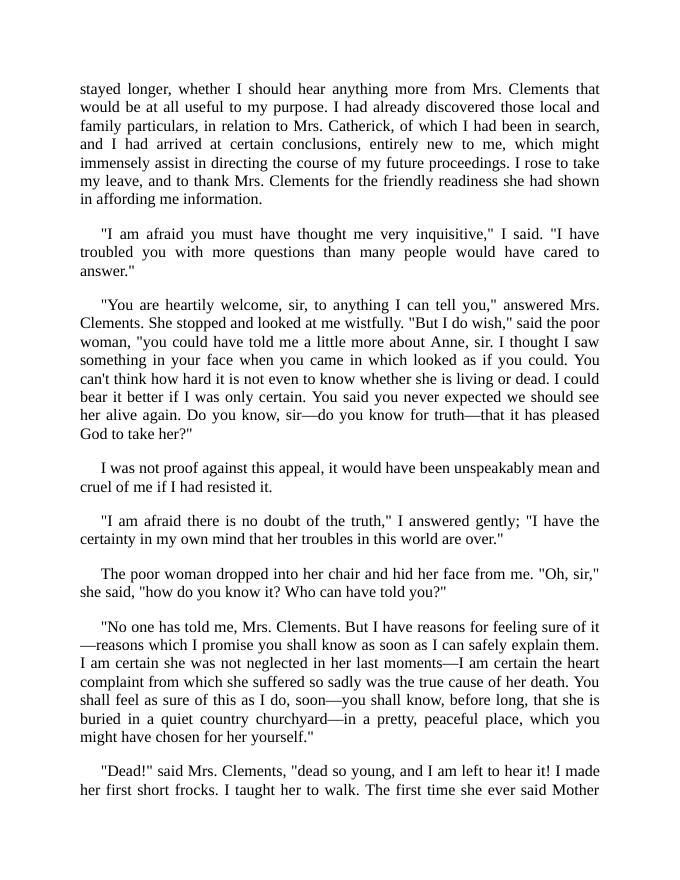 stayed longer, whether I should hear anything more from Mrs. Clements that
would be at all useful to my purpose. I had already discovered those local and
family particulars, in relation to Mrs. Catherick, of which I had been in search,
and I had arrived at certain conclusions, entirely new to me, which might
immensely assist in directing the course of my future proceedings. I rose to take
my leave, and to thank Mrs. Clements for the friendly readiness she had shown
in affording me information.
"I am afraid you must have thought me very inquisitive," I said. "I have
troubled you with more questions than many people would have cared to
answer."
"You are heartily welcome, sir, to anything I can tell you," answered Mrs.
Clements. She stopped and looked at me wistfully. "But I do wish," said the poor
woman, "you could have told me a little more about Anne, sir. I thought I saw
something in your face when you came in which looked as if you could. You
can't think how hard it is not even to know whether she is living or dead. I could
bear it better if I was only certain. You said you never expected we should see
her alive again. Do you know, sir—do you know for truth—that it has pleased
God to take her?"
I was not proof against this appeal, it would have been unspeakably mean and
cruel of me if I had resisted it.
"I am afraid there is no doubt of the truth," I answered gently; "I have the
certainty in my own mind that her troubles in this world are over."
The poor woman dropped into her chair and hid her face from me. "Oh, sir,"
she said, "how do you know it? Who can have told you?"
"No one has told me, Mrs. Clements. But I have reasons for feeling sure of it
—reasons which I promise you shall know as soon as I can safely explain them.
I am certain she was not neglected in her last moments—I am certain the heart
complaint from which she suffered so sadly was the true cause of her death. You
shall feel as sure of this as I do, soon—you shall know, before long, that she is
buried in a quiet country churchyard—in a pretty, peaceful place, which you
might have chosen for her yourself."
"Dead!" said Mrs. Clements, "dead so young, and I am left to hear it! I made
her first short frocks. I taught her to walk. The first time she ever said Mother